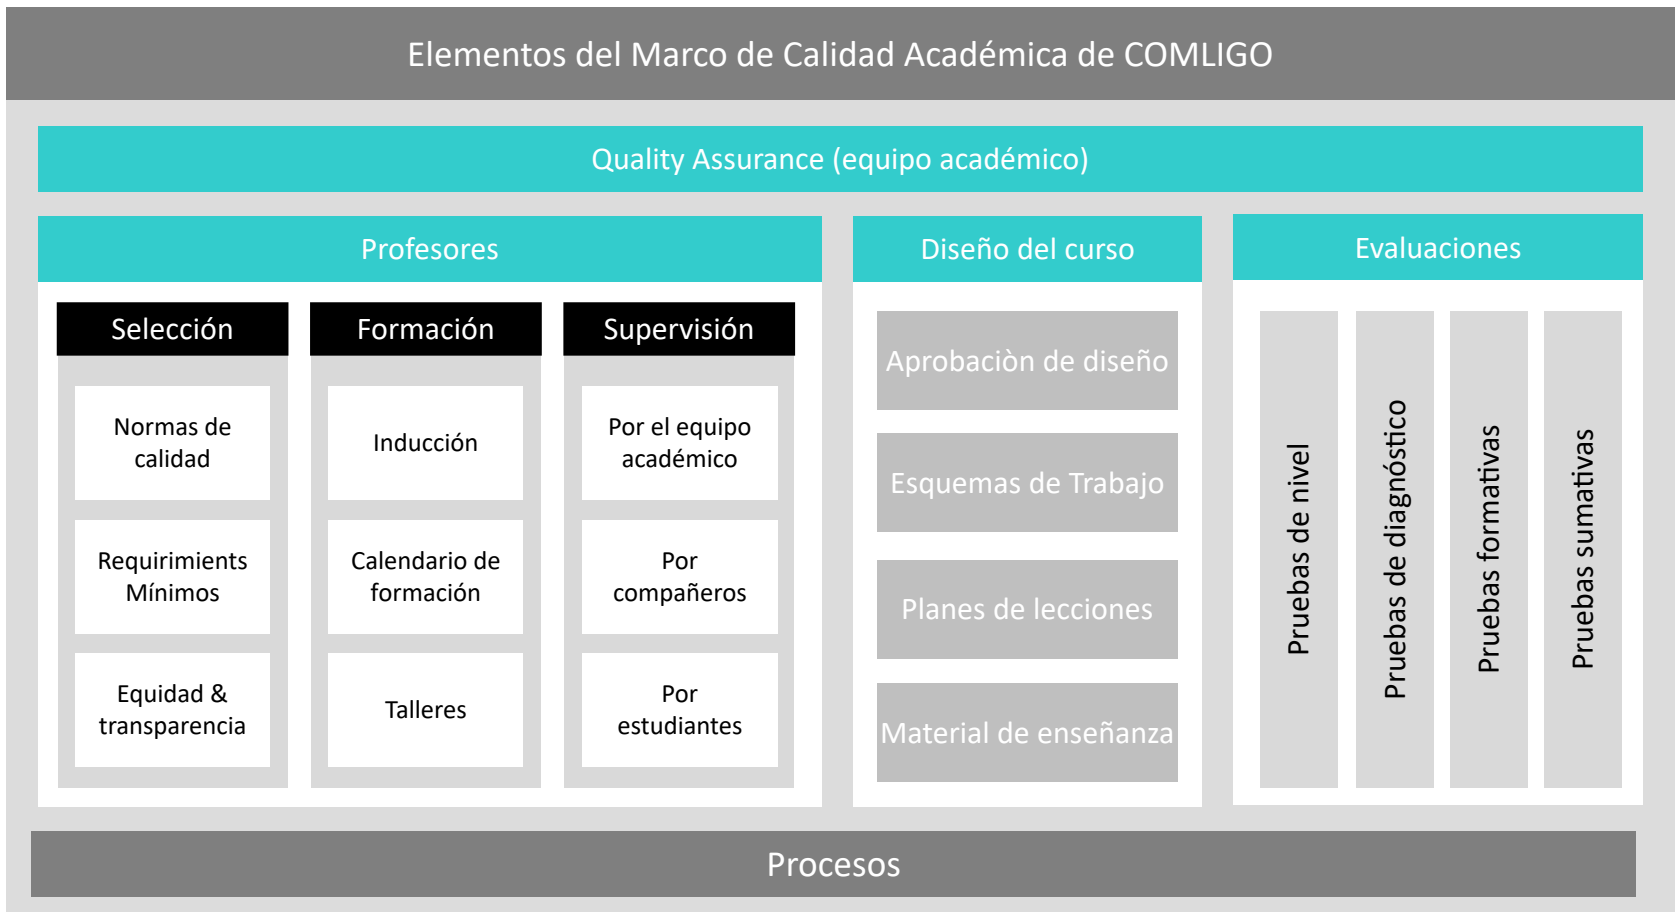 Elementos del Marco de Calidad Académica de COMLIGO
Quality Assurance (equipo académico)
Profesores
Selección
Normas de
calidad
Requirimients
Mínimos
Equidad &
transparencia
Formación
Inducción
Calendario de
formación
Talleres
Supervisión
Por el equipo
académico
Por
compañeros
Por
estudiantes
Diseño del curso
Aprobaciòn de diseño
Esquemas de Trabajo
Planes de lecciones
Material de enseñanza
Evaluaciones
Pruebas de nivel
Pruebas de diagnóstico
Pruebas formativas
Pruebas sumativas
Procesos